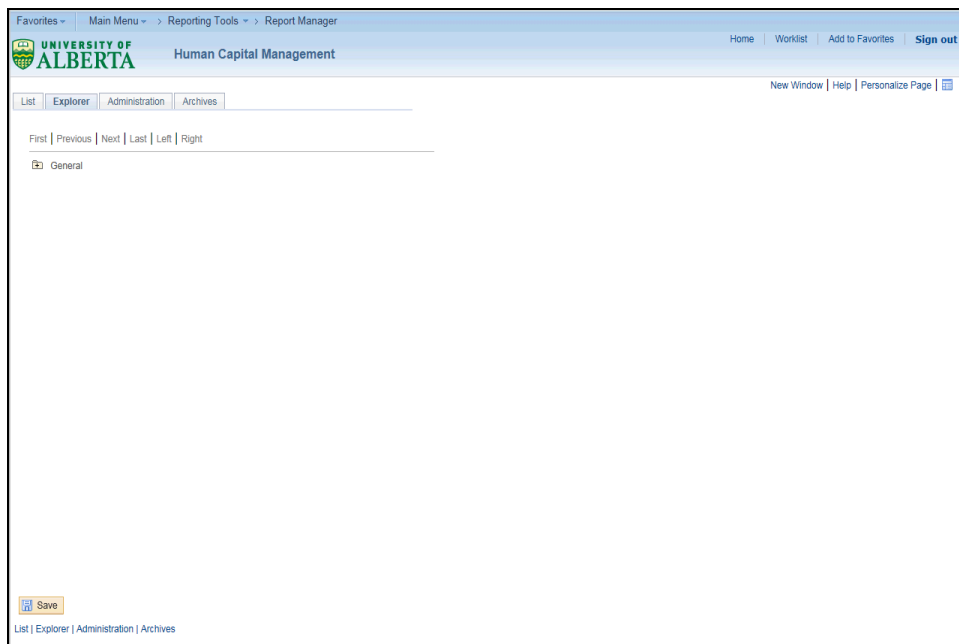 Favorites Main Menu > Reporting Tools > Report Manager
UNIVERSITY OF
ALBERTA
Human Capital Management
Home Worklist Add to Favorites Sign out
New Window | Help | Personalize Page |
List Explorer Administration Archives
First | Previous | Next | Last | Left | Right
General
Save
List | Explorer | Administration | Archives